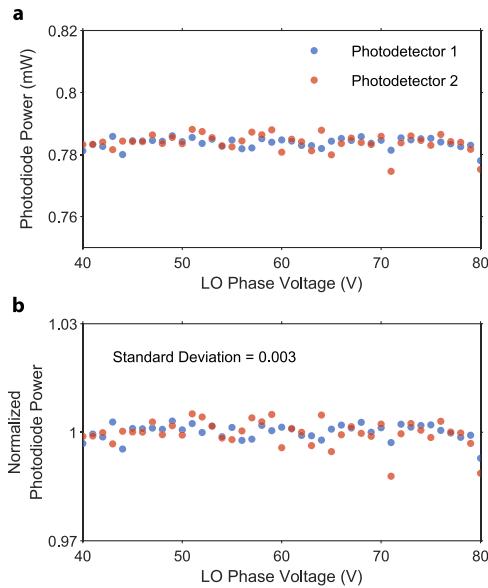 a
0.82
0.8
0.78
0.76
Photodiode Power (mW)
Photodetector 1
Photodetector 2
40 50 60 70 80
LO Phase Voltage (V)
b
1.03
1
0.97
Normalized
Photodiode Power
Standard Deviation = 0.003
40 50 60 70 80
LO Phase Voltage (V)